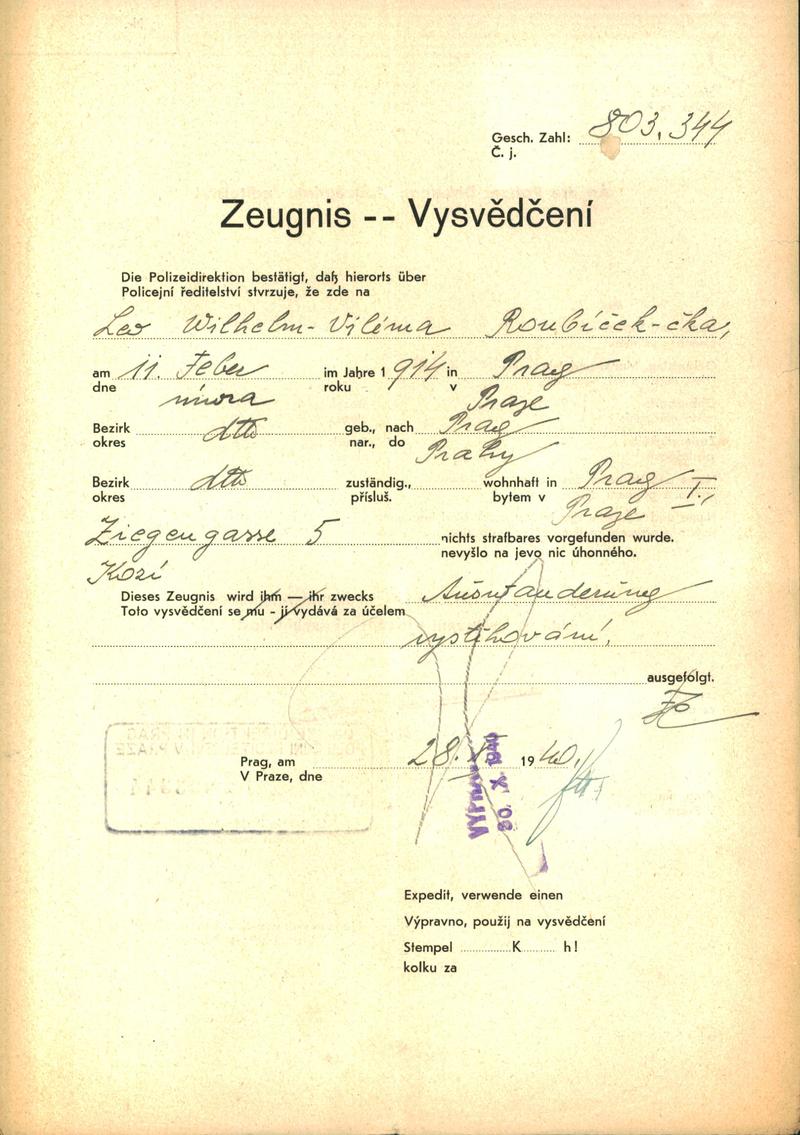 Gesch. Zahl: 803.344
Č. j.
Zeugnis -- Vysvědčení
Die Polizeidirektion bestätigt, daß hierorts über
Policejní ředitelství stvrzuje, že zde na
Leo Wilhelm- Viléma Roubíček-čka,
am 11. Feber im Jahre 1914 in Prag
dne února roku v Praze
Bezirk dtto geb., nach Prag
okres nar., do Prahy
Bezirk dtto zuständig., wohnhaft in Prag I.,
okres přísluš. bytem v Praze
Ziegengasse 5 nichts strafbares vorgefunden wurde.
nevyšlo na jevo nic úhonného.
Kozí
Dieses Zeugnis wird ihm — ihr zwecks Auswanderung
Toto vysvědčení se mu - jí vydává za účelem
vystěhování,
ausgefolgt.
Prag, am 28. X. 1940.
V Praze, dne
30. X. 1940
Expedit, verwende einen
Výpravno, použij na vysvědčení
Stempel K h!
kolku za